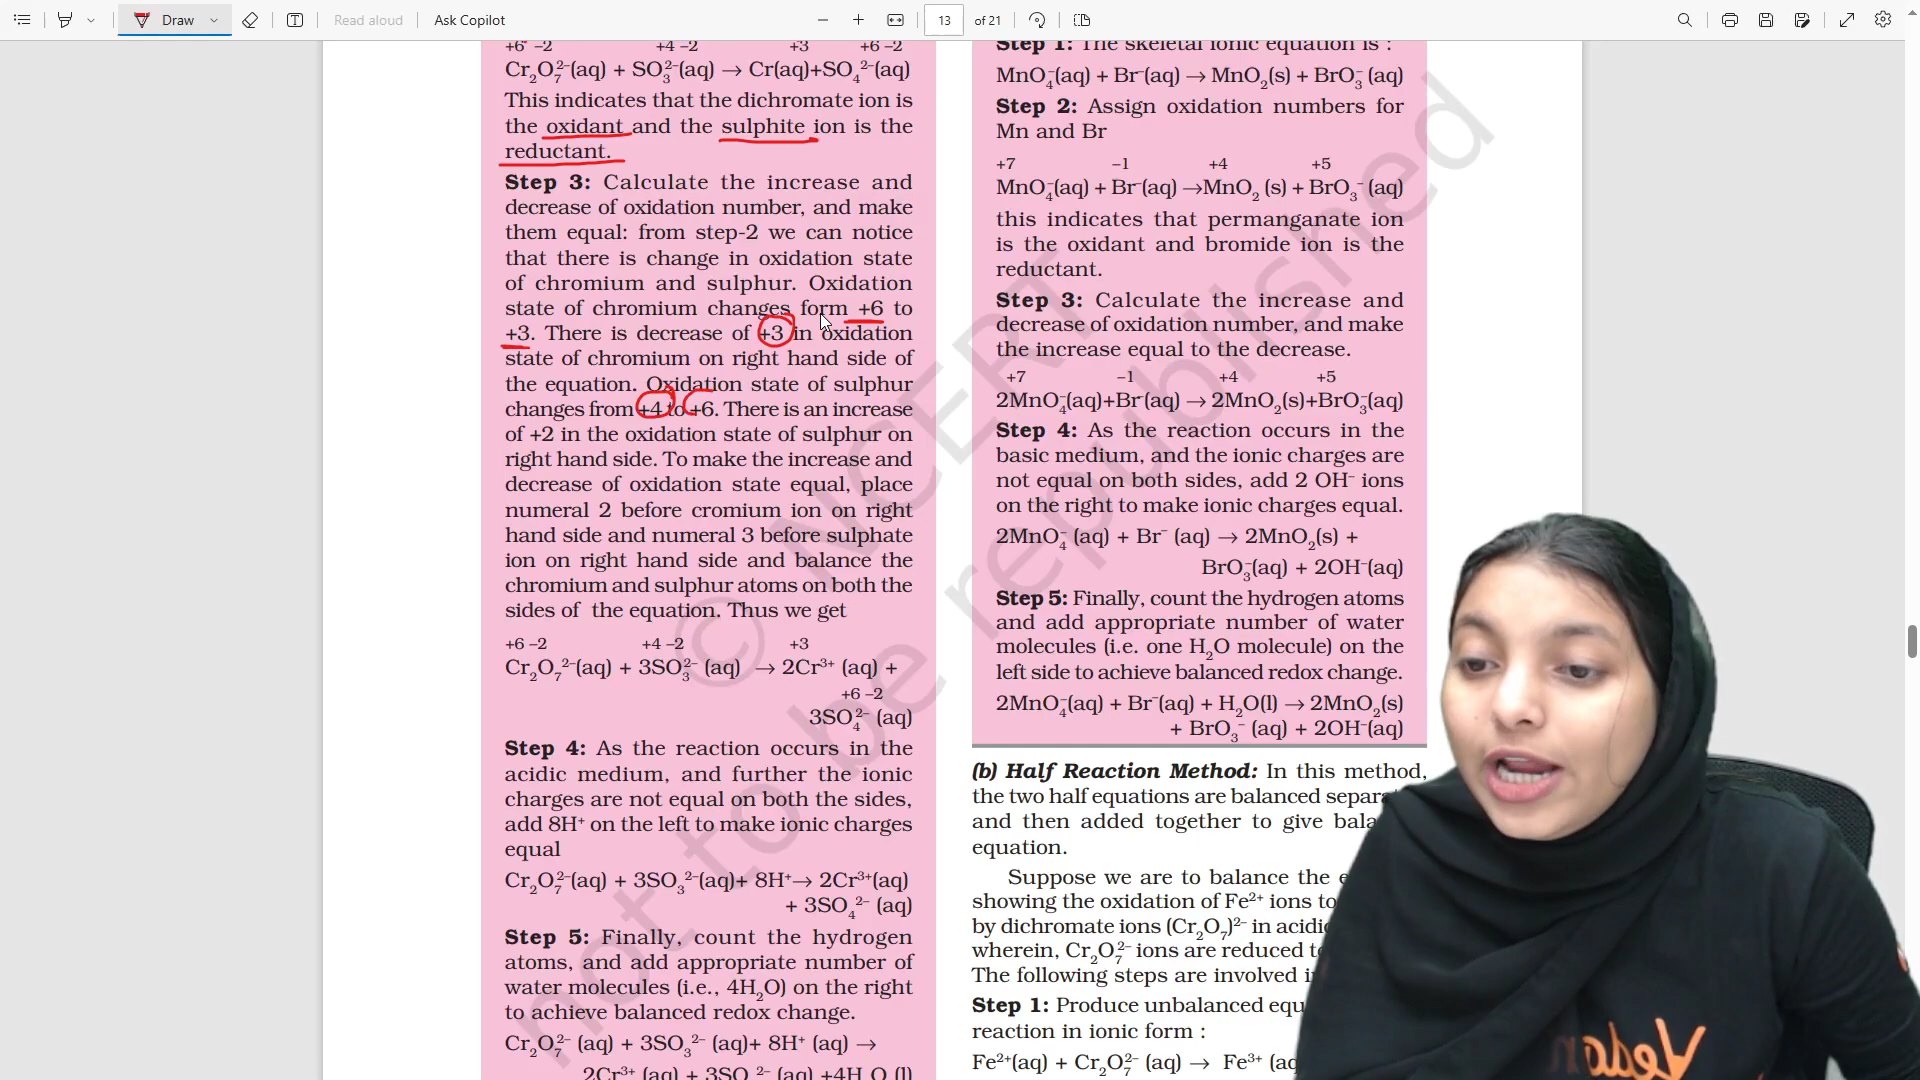 Draw
Read aloud
Ask Copilot
13
of 21
+6 –2 +4 –2 +3 +6 –2
Cr₂O₇²⁻(aq) + SO₃²⁻(aq) → Cr(aq)+SO₄²⁻(aq)
This indicates that the dichromate ion is
the oxidant and the sulphite ion is the
reductant.
Step 3: Calculate the increase and
decrease of oxidation number, and make
them equal: from step-2 we can notice
that there is change in oxidation state
of chromium and sulphur. Oxidation
state of chromium changes form +6 to
+3. There is decrease of +3 in oxidation
state of chromium on right hand side of
the equation. Oxidation state of sulphur
changes from +4 to +6. There is an increase
of +2 in the oxidation state of sulphur on
right hand side. To make the increase and
decrease of oxidation state equal, place
numeral 2 before cromium ion on right
hand side and numeral 3 before sulphate
ion on right hand side and balance the
chromium and sulphur atoms on both the
sides of the equation. Thus we get
+6 –2 +4 –2 +3
Cr₂O₇²⁻(aq) + 3SO₃²⁻ (aq) → 2Cr³⁺ (aq) +
+6 –2
3SO₄²⁻ (aq)
Step 4: As the reaction occurs in the
acidic medium, and further the ionic
charges are not equal on both the sides,
add 8H⁺ on the left to make ionic charges
equal
Cr₂O₇²⁻(aq) + 3SO₃²⁻(aq)+ 8H⁺→ 2Cr³⁺(aq)
+ 3SO₄²⁻ (aq)
Step 5: Finally, count the hydrogen
atoms, and add appropriate number of
water molecules (i.e., 4H₂O) on the right
to achieve balanced redox change.
Cr₂O₇²⁻ (aq) + 3SO₃²⁻ (aq)+ 8H⁺ (aq) →
2Cr³⁺ (aq) + 3SO₄²⁻ (aq) +4H₂O (l)
Step 1: The skeletal ionic equation is :
MnO₄⁻(aq) + Br⁻(aq) → MnO₂(s) + BrO₃⁻ (aq)
Step 2: Assign oxidation numbers for
Mn and Br
+7 –1 +4 +5
MnO₄⁻(aq) + Br⁻(aq) →MnO₂ (s) + BrO₃⁻ (aq)
this indicates that permanganate ion
is the oxidant and bromide ion is the
reductant.
Step 3: Calculate the increase and
decrease of oxidation number, and make
the increase equal to the decrease.
+7 –1 +4 +5
2MnO₄⁻(aq)+Br⁻(aq) → 2MnO₂(s)+BrO₃⁻(aq)
Step 4: As the reaction occurs in the
basic medium, and the ionic charges are
not equal on both sides, add 2 OH⁻ ions
on the right to make ionic charges equal.
2MnO₄⁻ (aq) + Br⁻ (aq) → 2MnO₂(s) +
BrO₃⁻(aq) + 2OH⁻(aq)
Step 5: Finally, count the hydrogen atoms
and add appropriate number of water
molecules (i.e. one H₂O molecule) on the
left side to achieve balanced redox change.
2MnO₄⁻(aq) + Br⁻(aq) + H₂O(l) → 2MnO₂(s)
+ BrO₃⁻ (aq) + 2OH⁻(aq)
(b) Half Reaction Method: In this method,
the two half equations are balanced
and then added together to give
equation.
Suppose we are to balance the
showing the oxidation of Fe²⁺ ions to
by dichromate ions (Cr₂O₇)²⁻ in
wherein, Cr₂O₇²⁻ ions are reduced
The following steps are involved
Step 1: Produce unbalanced
reaction in ionic form :
Fe²⁺(aq) + Cr₂O₇²⁻ (aq) → Fe³⁺
© NCERT
not to be republished